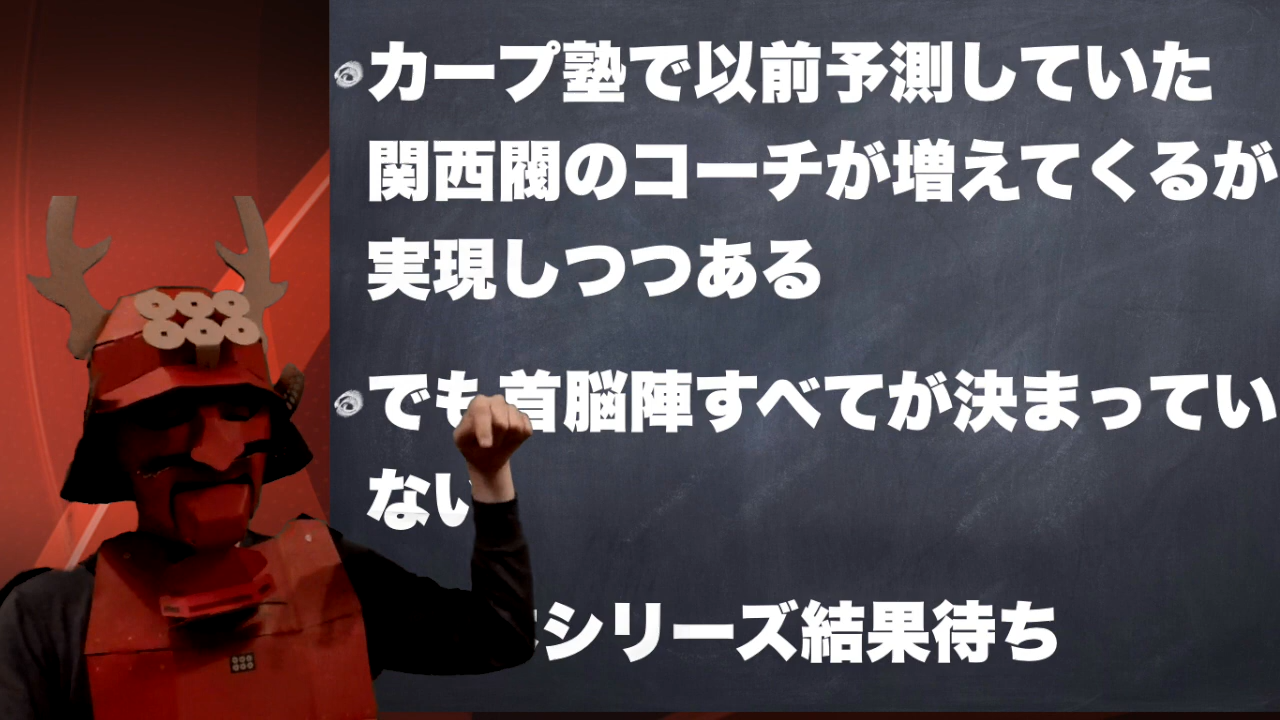 カープ塾で以前予測していた
関西閥のコーチが増えてくるが
実現しつつある
でも首脳陣すべてが決まってい
ない
シリーズ結果待ち